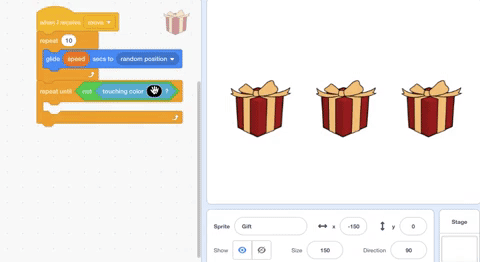 when I receive
repeat 10
glide speed secs to random position
repeat until not touching color ?
Sprite Gift x -150 y 0
Show Size 150 Direction 90
Stage